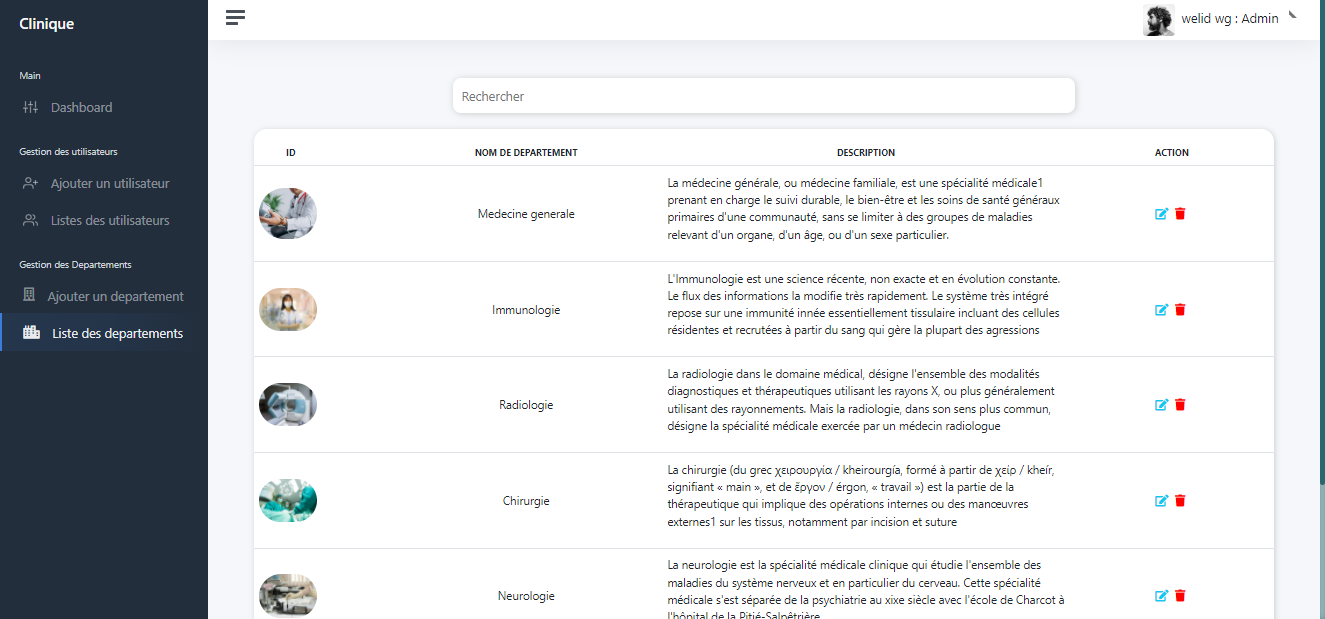 Clinique
welid wg : Admin
Main
Dashboard
Gestion des utilisateurs
Ajouter un utilisateur
Listes des utilisateurs
Gestion des Departements
Ajouter un departement
Liste des departements
Rechercher
ID NOM DE DEPARTEMENT DESCRIPTION ACTION
Medecine generale
La médecine générale, ou médecine familiale, est une spécialité médicale1
prenant en charge le suivi durable, le bien-être et les soins de santé généraux
primaires d'une communauté, sans se limiter à des groupes de maladies
relevant d'un organe, d'un âge, ou d'un sexe particulier.
Immunologie
L'Immunologie est une science récente, non exacte et en évolution constante.
Le flux des informations la modifie très rapidement. Le système très intégré
repose sur une immunité innée essentiellement tissulaire incluant des cellules
résidentes et recrutées à partir du sang qui gère la plupart des agressions
Radiologie
La radiologie dans le domaine médical, désigne l'ensemble des modalités
diagnostiques et thérapeutiques utilisant les rayons X, ou plus généralement
utilisant des rayonnements. Mais la radiologie, dans son sens plus commun,
désigne la spécialité médicale exercée par un médecin radiologue
Chirurgie
La chirurgie (du grec χειρουργία / kheirourgía, formé à partir de χείρ / kheír,
signifiant « main », et de ἔργον / érgon, « travail ») est la partie de la
thérapeutique qui implique des opérations internes ou des manœuvres
externes1 sur les tissus, notamment par incision et suture
Neurologie
La neurologie est la spécialité médicale clinique qui étudie l'ensemble des
maladies du système nerveux et en particulier du cerveau. Cette spécialité
médicale s'est séparée de la psychiatrie au xixe siècle avec l'école de Charcot à
l'hôpital de la Pitié-Salpêtrière